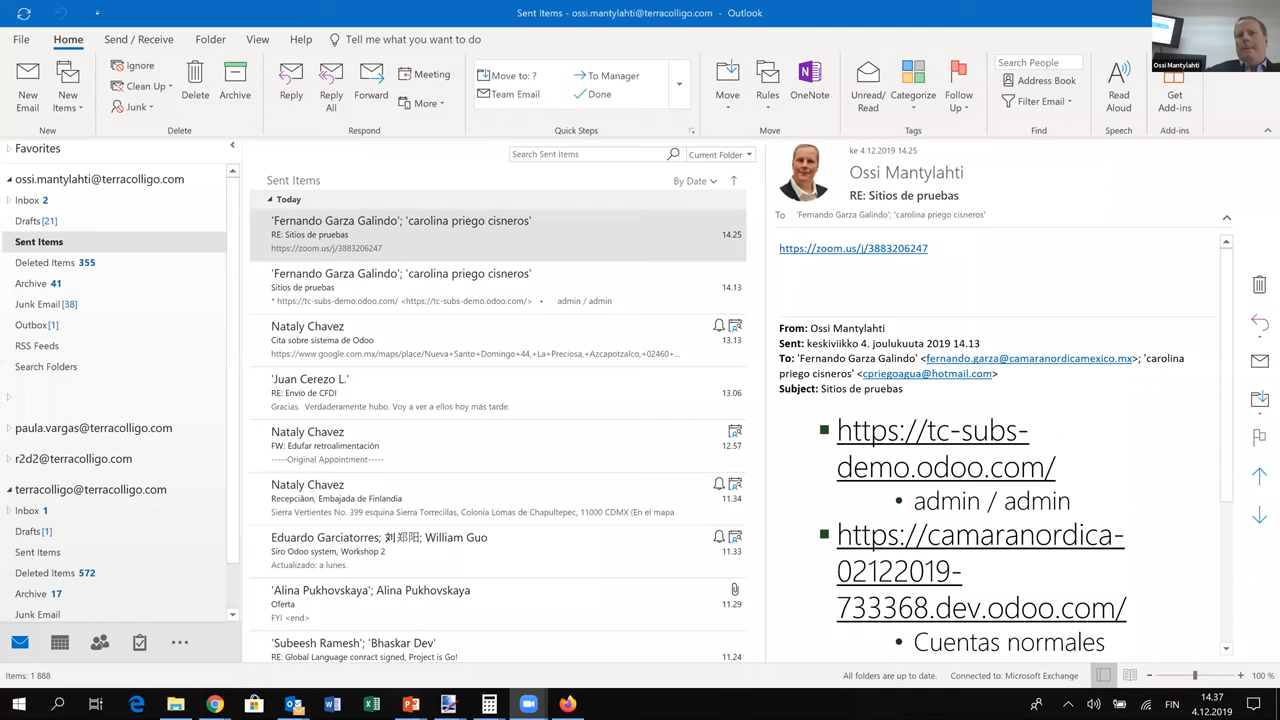 Sent Items - ossi.mantylahti@terracolligo.com - Outlook
File Home Send / Receive Folder View Help Tell me what you want to do
Ossi Mantylahti
New Email
New Items
New
Ignore
Clean Up
Junk
Delete
Archive
Delete
Reply
Reply All
Forward
Meeting
More
Respond
Move to: ?
Team Email
To Manager
Done
Quick Steps
Move
Rules
OneNote
Move
Unread/ Read
Categorize
Follow Up
Tags
Search People
Address Book
Filter Email
Find
Read Aloud
Speech
Get Add-ins
Add-ins
Favorites
ossi.mantylahti@terracolligo.com
Inbox 2
Drafts [21]
Sent Items
Deleted Items 355
Archive 41
Junk Email [38]
Outbox [1]
RSS Feeds
Search Folders
paula.vargas@terracolligo.com
r2d2@terracolligo.com
terracolligo@terracolligo.com
Inbox 1
Drafts [1]
Sent Items
Deleted Items 572
Archive 17
Junk Email
Search Sent Items
Current Folder
Sent Items
By Date
Today
'Fernando Garza Galindo'; 'carolina priego cisneros'
RE: Sitios de pruebas 14.25
https://zoom.us/j/3883206247
'Fernando Garza Galindo'; 'carolina priego cisneros'
Sitios de pruebas 14.13
* https://tc-subs-demo.odoo.com/ <https://tc-subs-demo.odoo.com/> • admin / admin
Nataly Chavez
Cita sobre sistema de Odoo 13.13
https://www.google.com.mx/maps/place/Nueva+Santo+Domingo+44,+La+Preciosa,+Azcapotzalco,+02460+...
'Juan Cerezo L.'
RE: Envío de CFDI 13.06
Gracias. Verdaderamente hubo. Voy a ver a ellos hoy más tarde.
Nataly Chavez
FW: Edufar retroalimentación 12.57
-----Original Appointment-----
Nataly Chavez
Recepciãon, Embajada de Finlandia 11.34
Sierra Vertientes No. 399 esquina Sierra Torrecillas, Colonia Lomas de Chapultepec, 11000 CDMX (En el mapa
Eduardo Garciatorres; 刘郑阳; William Guo
Siro Odoo system, Workshop 2 11.33
Actualizado: a lunes.
'Alina Pukhovskaya'; Alina Pukhovskaya
Oferta 11.29
FYI <end>
'Subeesh Ramesh'; 'Bhaskar Dev'
RE: Global Language conract signed, Project is Go! 11.24
ke 4.12.2019 14.25
Ossi Mantylahti
RE: Sitios de pruebas
To 'Fernando Garza Galindo'; 'carolina priego cisneros'
https://zoom.us/j/3883206247
From: Ossi Mantylahti
Sent: keskiviikko 4. joulukuuta 2019 14.13
To: 'Fernando Garza Galindo' <fernando.garza@camaranordicamexico.mx>; 'carolina
priego cisneros' <cpriegoagua@hotmail.com>
Subject: Sitios de pruebas
https://tc-subs-
demo.odoo.com/
• admin / admin
https://camaranordica-
02122019-
733368.dev.odoo.com/
• Cuentas normales
Items: 1 888
All folders are up to date. Connected to: Microsoft Exchange
100 %
FIN
14.37
4.12.2019